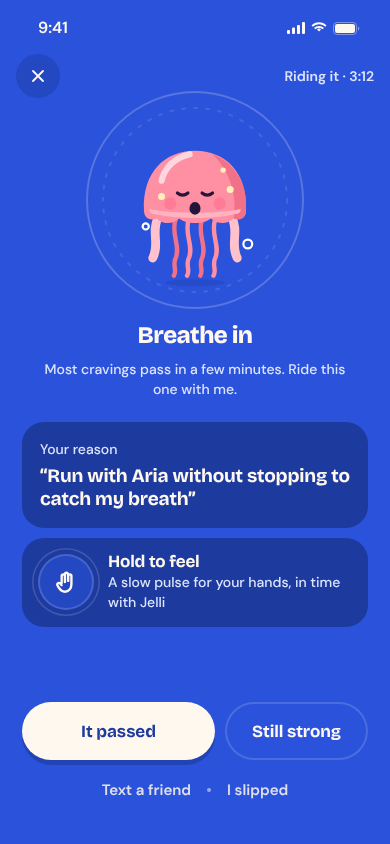 9:41
Riding it · 3:12
Breathe in
Most cravings pass in a few minutes. Ride this
one with me.
Your reason
“Run with Aria without stopping to
catch my breath”
Hold to feel
A slow pulse for your hands, in time
with Jelli
It passed
Still strong
Text a friend • I slipped